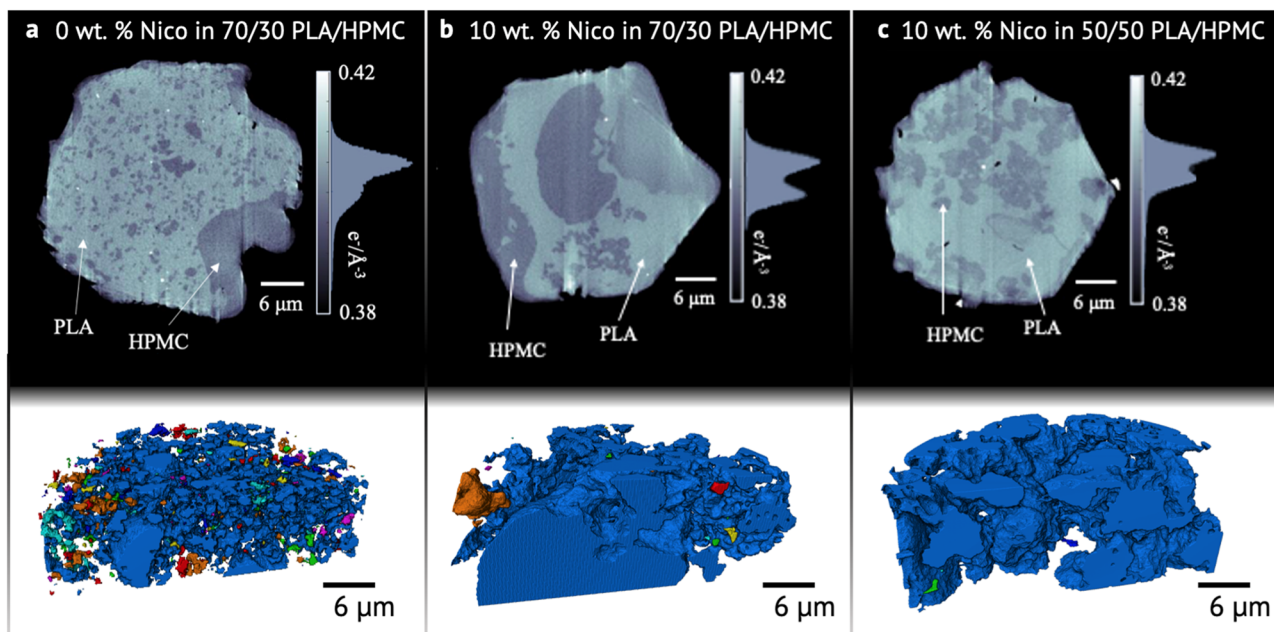 a 0 wt. % Nico in 70/30 PLA/HPMC
0.42
e⁻/Å⁻³
0.38
6 µm
PLA
HPMC
6 µm
b 10 wt. % Nico in 70/30 PLA/HPMC
0.42
e⁻/Å⁻³
0.38
6 µm
HPMC
PLA
6 µm
c 10 wt. % Nico in 50/50 PLA/HPMC
0.42
e⁻/Å⁻³
0.38
6 µm
HPMC
PLA
6 µm